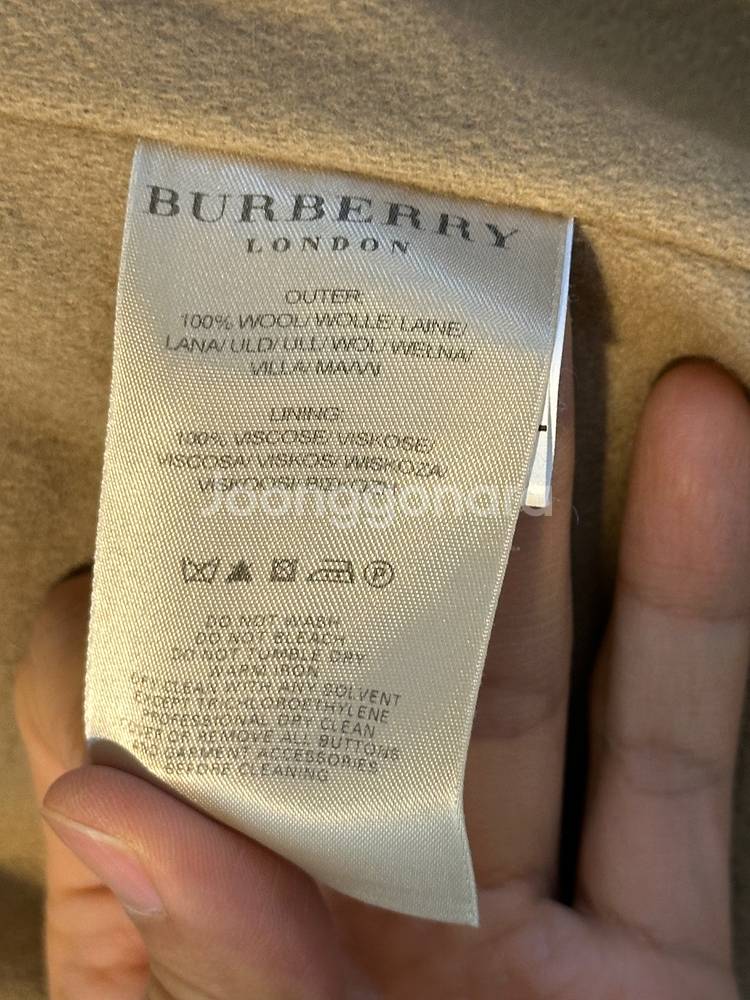 BURBERRY
LONDON
OUTER:
100% WOOL/ WOLLE/ LAINE/
LANA/ ULD/ ULL/ WOL/ WELNA/
VILLA/ MAΛΛI
LINING:
100% VISCOSE/ VISKOSE/
VISCOSA/ VISKOS/ WISKOZA/
Joonggonara
P
DO NOT WASH
DO NOT BLEACH
DO NOT TUMBLE DRY
WARM IRON
DRY CLEAN WITH ANY SOLVENT
EXCEPT TRICHLOROETHYLENE
PROFESSIONAL DRY CLEAN
COVER OR REMOVE ALL BUTTONS
AND GARMENT ACCESSORIES
BEFORE CLEANING